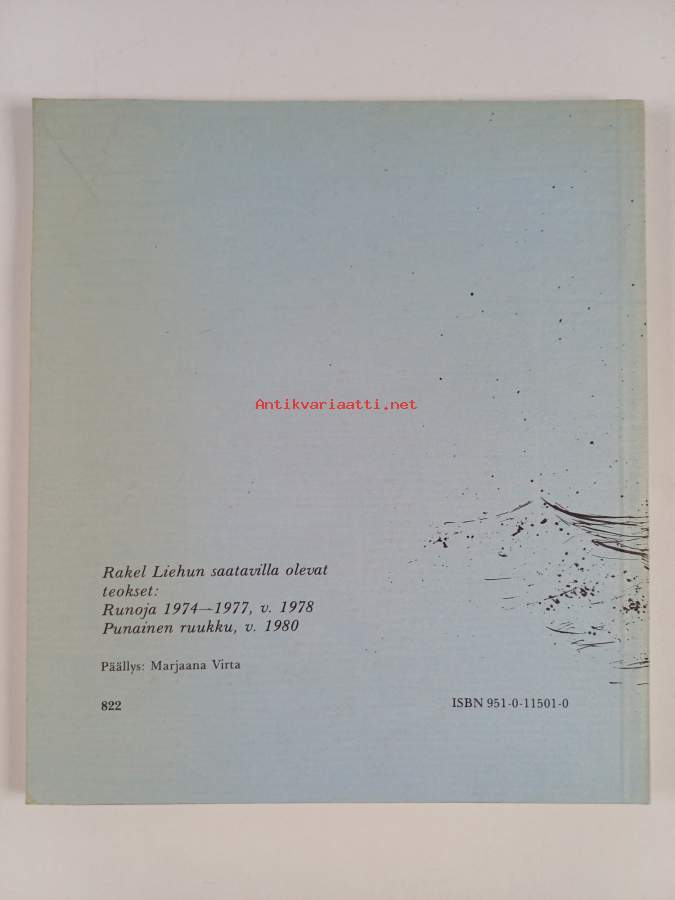 Antikvariaatti.net
Rakel Liehun saatavilla olevat
teokset:
Runoja 1974—1977, v. 1978
Punainen ruukku, v. 1980
Päällys: Marjaana Virta
822
ISBN 951-0-11501-0